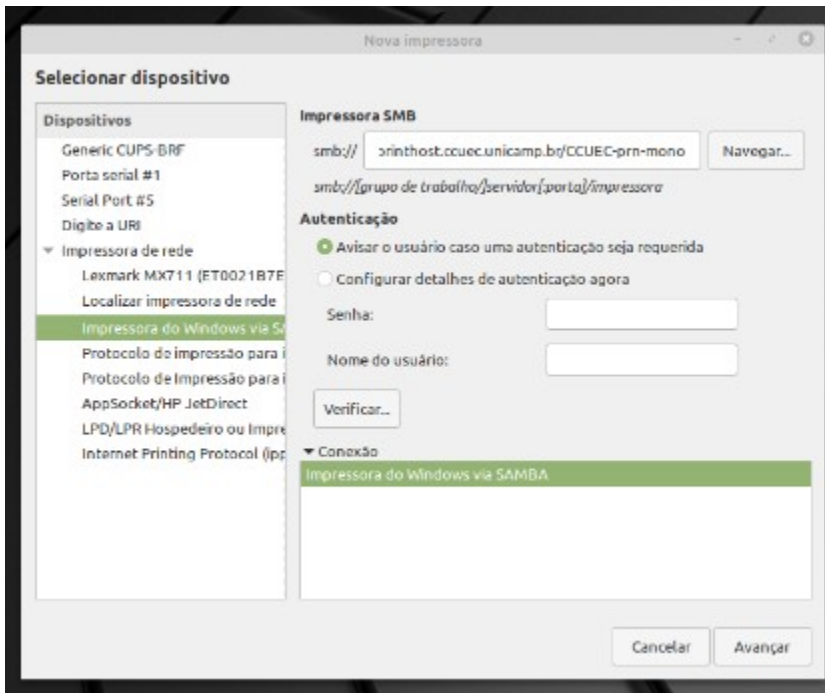 Nova impressora
Selecionar dispositivo
Dispositivos
Generic CUPS-BRF
Porta serial #1
Serial Port #5
Digite a URI
Impressora de rede
Lexmark MX711 (ET0021B7E
Localizar impressora de rede
Impressora do Windows via SA
Protocolo de impressão para i
Protocolo de Impressão para i
AppSocket/HP JetDirect
LPD/LPR Hospedeiro ou Impre
Internet Printing Protocol (ipp
Impressora SMB
smb:// printhost.ccuec.unicamp.br/CCUEC-prn-mono Navegar...
smb://[grupo de trabalho/]servidor[:porta]/impressora
Autenticação
Avisar o usuário caso uma autenticação seja requerida
Configurar detalhes de autenticação agora
Senha:
Nome do usuário:
Verificar...
Conexão
Impressora do Windows via SAMBA
Cancelar Avançar